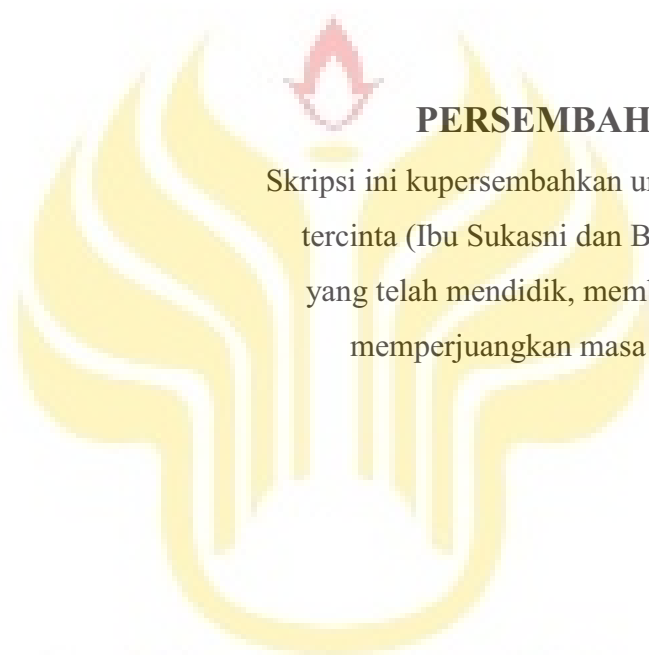 PERSEMBAH
Skripsi ini kupersembahkan u
tercinta (Ibu Sukasni dan B
yang telah mendidik, mem
memperjuangkan masa